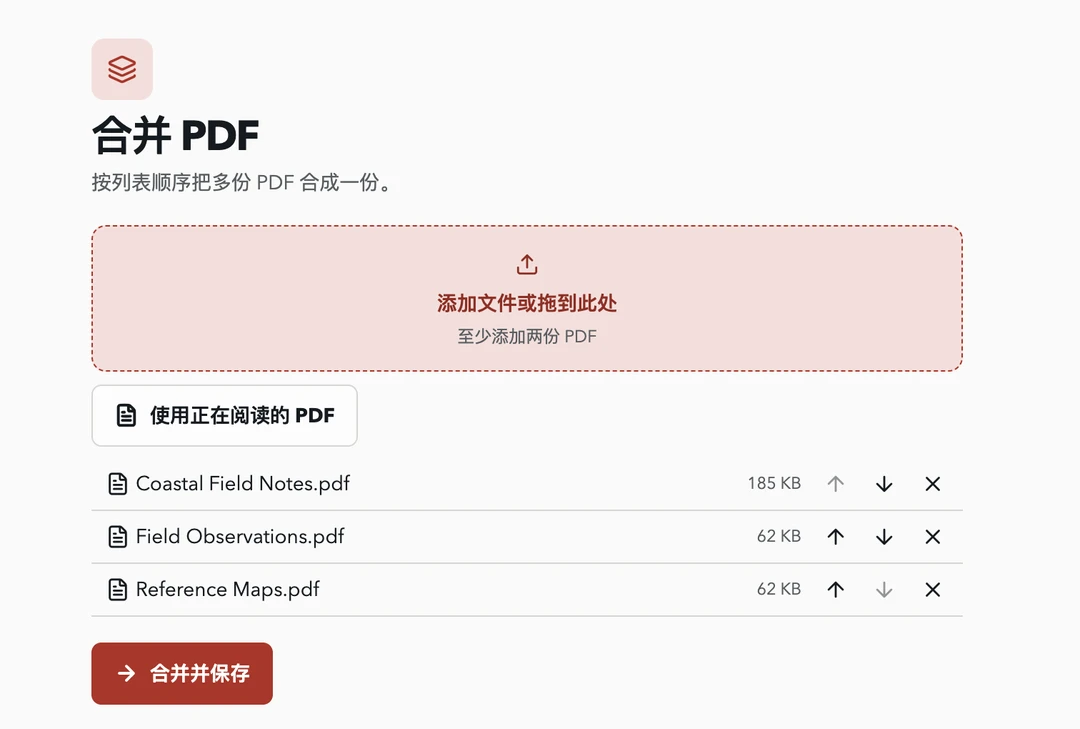 合并 PDF
按列表顺序把多份 PDF 合成一份。
添加文件或拖到此处
至少添加两份 PDF
使用正在阅读的 PDF
Coastal Field Notes.pdf 185 KB
Field Observations.pdf 62 KB
Reference Maps.pdf 62 KB
合并并保存